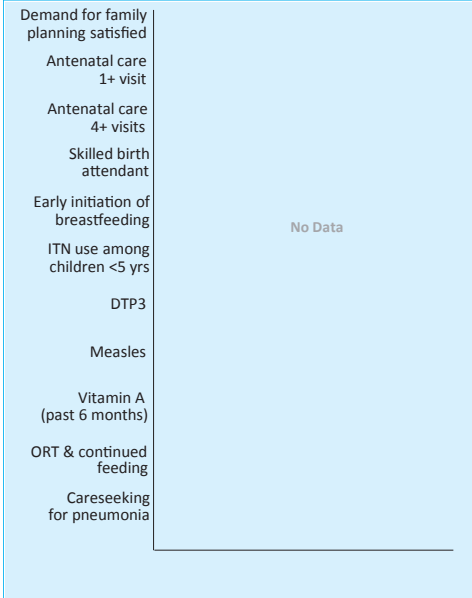 Demand for family
planning satisfied
Antenatal care
1+ visit
Antenatal care
4+ visits
Skilled birth
attendant
Early initiation of
breastfeeding
No Data
ITN use among
children <5 yrs
DTP3
Measles
Vitamin A
(past 6 months)
ORT & continued
feeding
Careseeking
for pneumonia